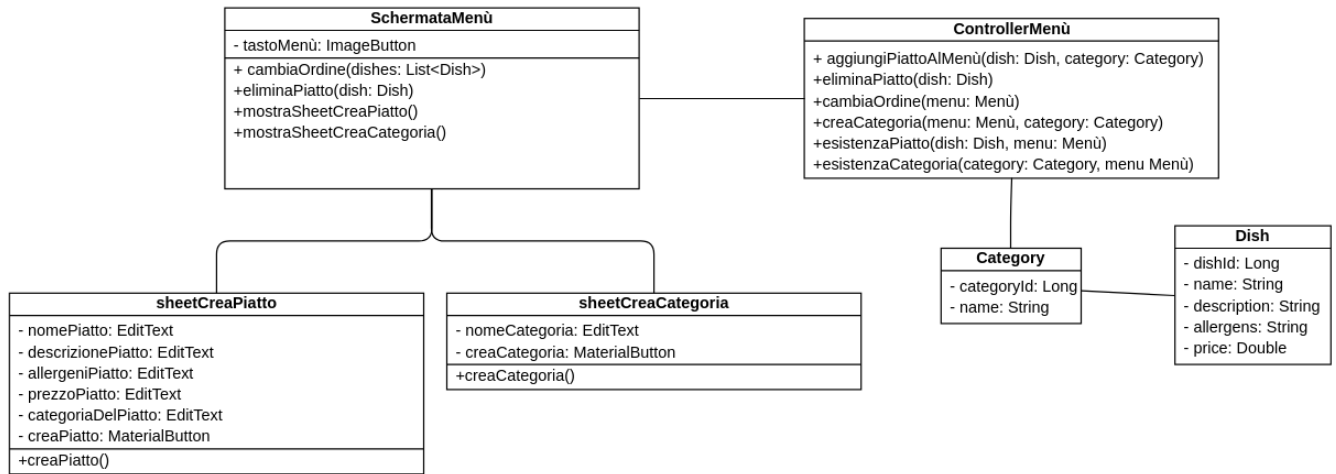 SchermataMenù
- tastoMenù: ImageButton
+ cambiaOrdine(dishes: List<Dish>)
+eliminaPiatto(dish: Dish)
+mostraSheetCreaPiatto()
+mostraSheetCreaCategoria()
ControllerMenù
+ aggiungiPiattoAlMenù(dish: Dish, category: Category)
+eliminaPiatto(dish: Dish)
+cambiaOrdine(menu: Menù)
+creaCategoria(menu: Menù, category: Category)
+esistenzaPiatto(dish: Dish, menu: Menù)
+esistenzaCategoria(category: Category, menu Menù)
sheetCreaPiatto
- nomePiatto: EditText
- descrizionePiatto: EditText
- allergeniPiatto: EditText
- prezzoPiatto: EditText
- categoriaDelPiatto: EditText
- creaPiatto: MaterialButton
+creaPiatto()
sheetCreaCategoria
- nomeCategoria: EditText
- creaCategoria: MaterialButton
+creaCategoria()
Category
- categoryId: Long
- name: String
Dish
- dishId: Long
- name: String
- description: String
- allergens: String
- price: Double